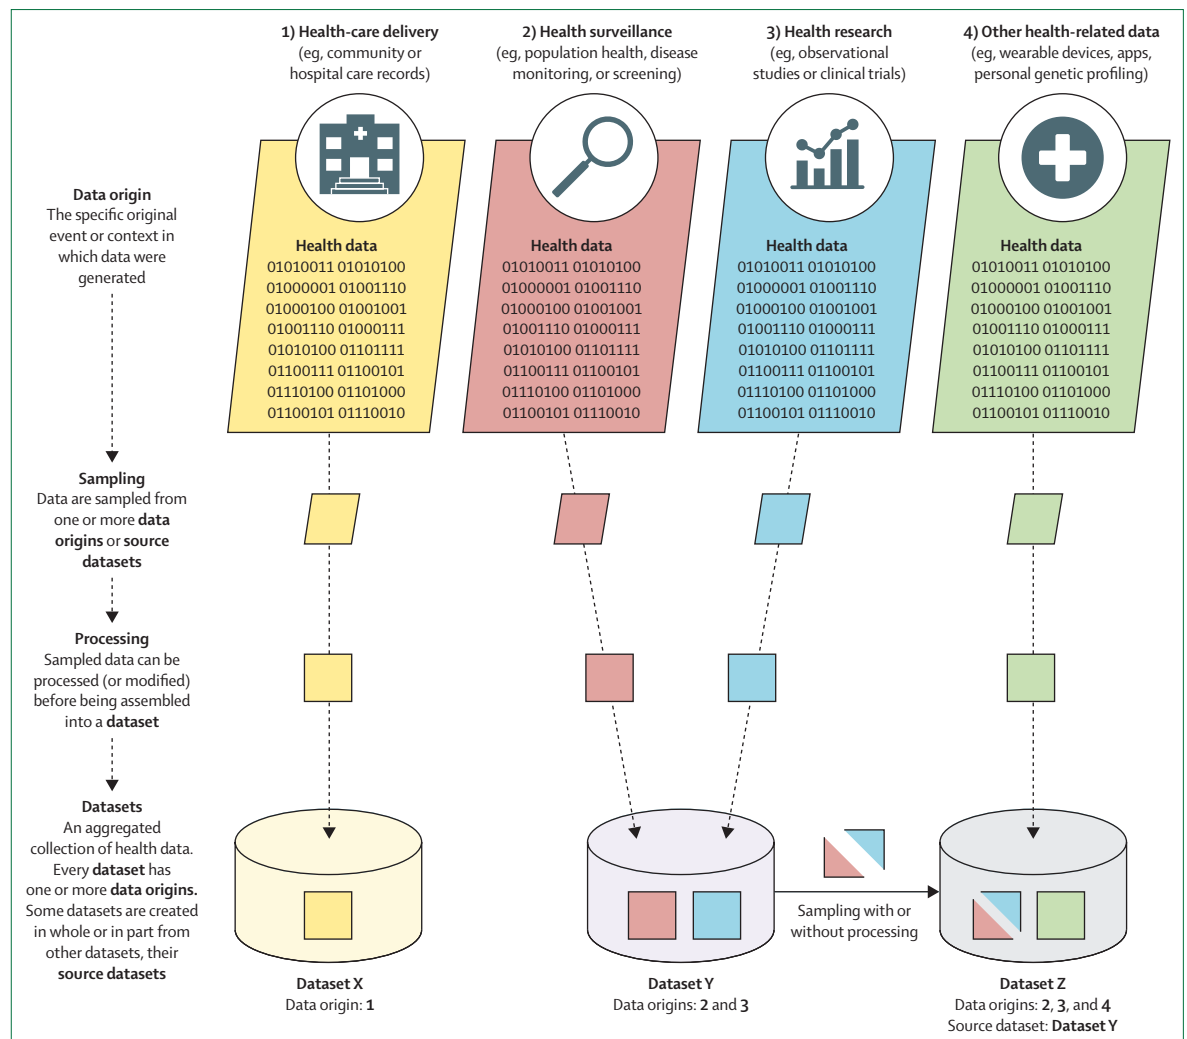 1) Health-care delivery
(eg, community or
hospital care records)
2) Health surveillance
(eg, population health, disease
monitoring, or screening)
3) Health research
(eg, observational
studies or clinical trials)
4) Other health-related data
(eg, wearable devices, apps,
personal genetic profiling)
Data origin
The specific original
event or context in
which data were
generated
Health data
01010011 01010100
01000001 01001110
01000100 01001001
01001110 01000111
01010100 01101111
01100111 01100101
01110100 01101000
01100101 01110010
Health data
01010011 01010100
01000001 01001110
01000100 01001001
01001110 01000111
01010100 01101111
01100111 01100101
01110100 01101000
01100101 01110010
Health data
01010011 01010100
01000001 01001110
01000100 01001001
01001110 01000111
01010100 01101111
01100111 01100101
01110100 01101000
01100101 01110010
Health data
01010011 01010100
01000001 01001110
01000100 01001001
01001110 01000111
01010100 01101111
01100111 01100101
01110100 01101000
01100101 01110010
Sampling
Data are sampled from
one or more data
origins or source
datasets
Processing
Sampled data can be
processed (or modified)
before being assembled
into a dataset
Datasets
An aggregated
collection of health data.
Every dataset has
one or more data origins.
Some datasets are created
in whole or in part from
other datasets, their
source datasets
Sampling with or
without processing
Dataset X
Data origin: 1
Dataset Y
Data origins: 2 and 3
Dataset Z
Data origins: 2, 3, and 4
Source dataset: Dataset Y